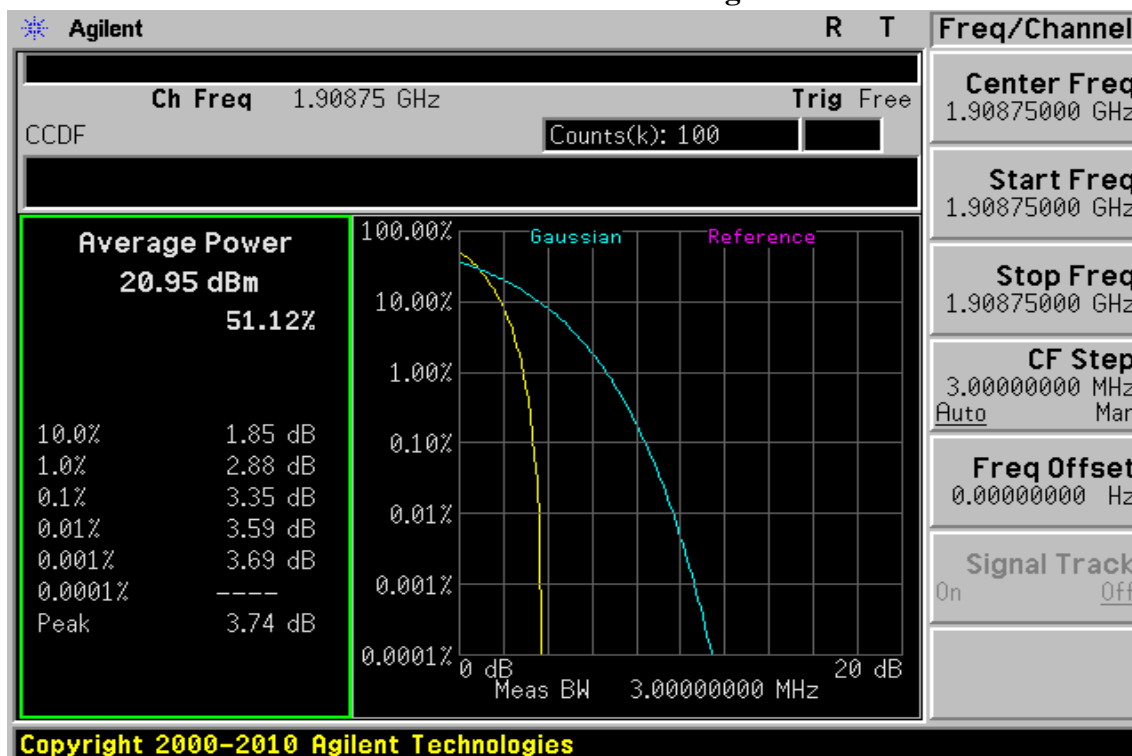 Agilent R T Freq/Channel
Ch Freq 1.90875 GHz Trig Free
CCDF Counts(k): 100
Center Freq
1.90875000 GHz
Start Freq
1.90875000 GHz
Stop Freq
1.90875000 GHz
CF Step
3.00000000 MHz
Auto Man
Freq Offset
0.00000000 Hz
Signal Track
On Off
Average Power
20.95 dBm
51.12%
10.0% 1.85 dB
1.0% 2.88 dB
0.1% 3.35 dB
0.01% 3.59 dB
0.001% 3.69 dB
0.0001% ----
Peak 3.74 dB
Gaussian Reference
100.00%
10.00%
1.00%
0.10%
0.01%
0.001%
0.0001%
0 dB 20 dB
Meas BW 3.00000000 MHz
Copyright 2000-2010 Agilent Technologies